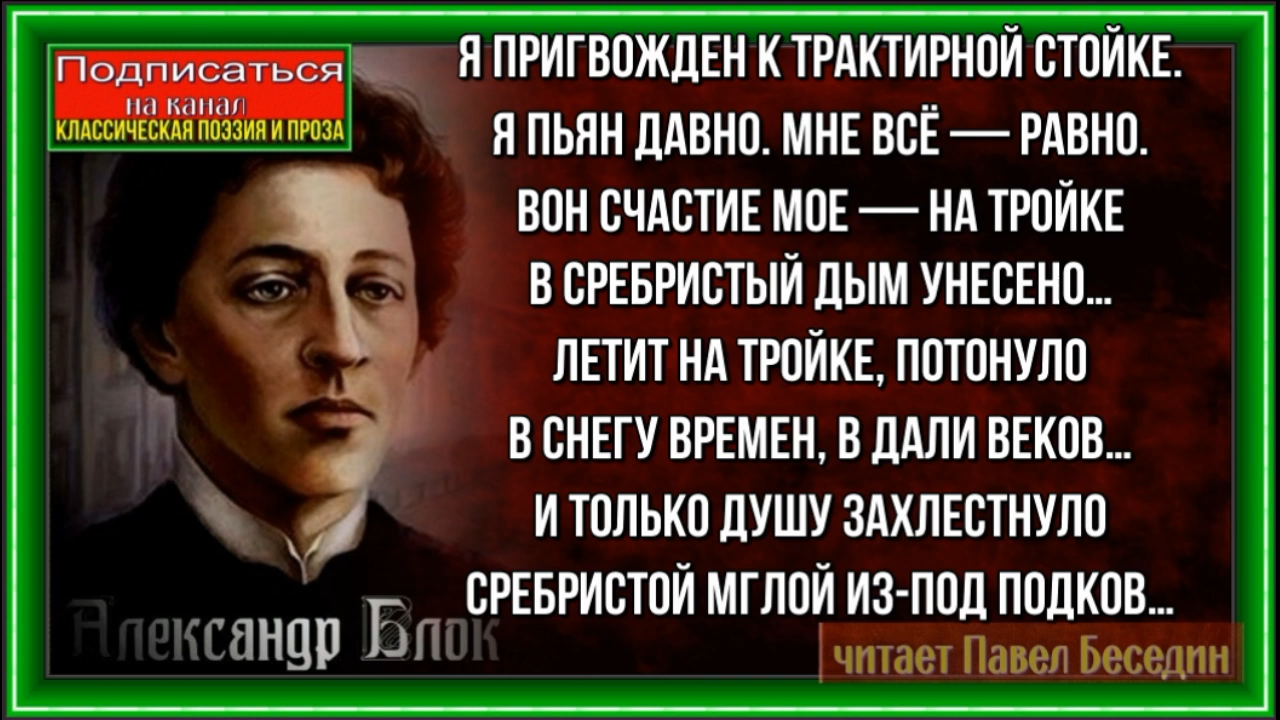 Подписаться
на канал
КЛАССИЧЕСКАЯ ПОЭЗИЯ И ПРОЗА
Я ПРИГВОЖДЕН К ТРАКТИРНОЙ СТОЙКЕ.
Я ПЬЯН ДАВНО. МНЕ ВСЁ — РАВНО.
ВОН СЧАСТИЕ МОЕ — НА ТРОЙКЕ
В СРЕБРИСТЫЙ ДЫМ УНЕСЕНО...
ЛЕТИТ НА ТРОЙКЕ, ПОТОНУЛО
В СНЕГУ ВРЕМЕН, В ДАЛИ ВЕКОВ...
И ТОЛЬКО ДУШУ ЗАХЛЕСТНУЛО
СРЕБРИСТОЙ МГЛОЙ ИЗ-ПОД ПОДКОВ...
Александр Блок
читает Павел Беседин